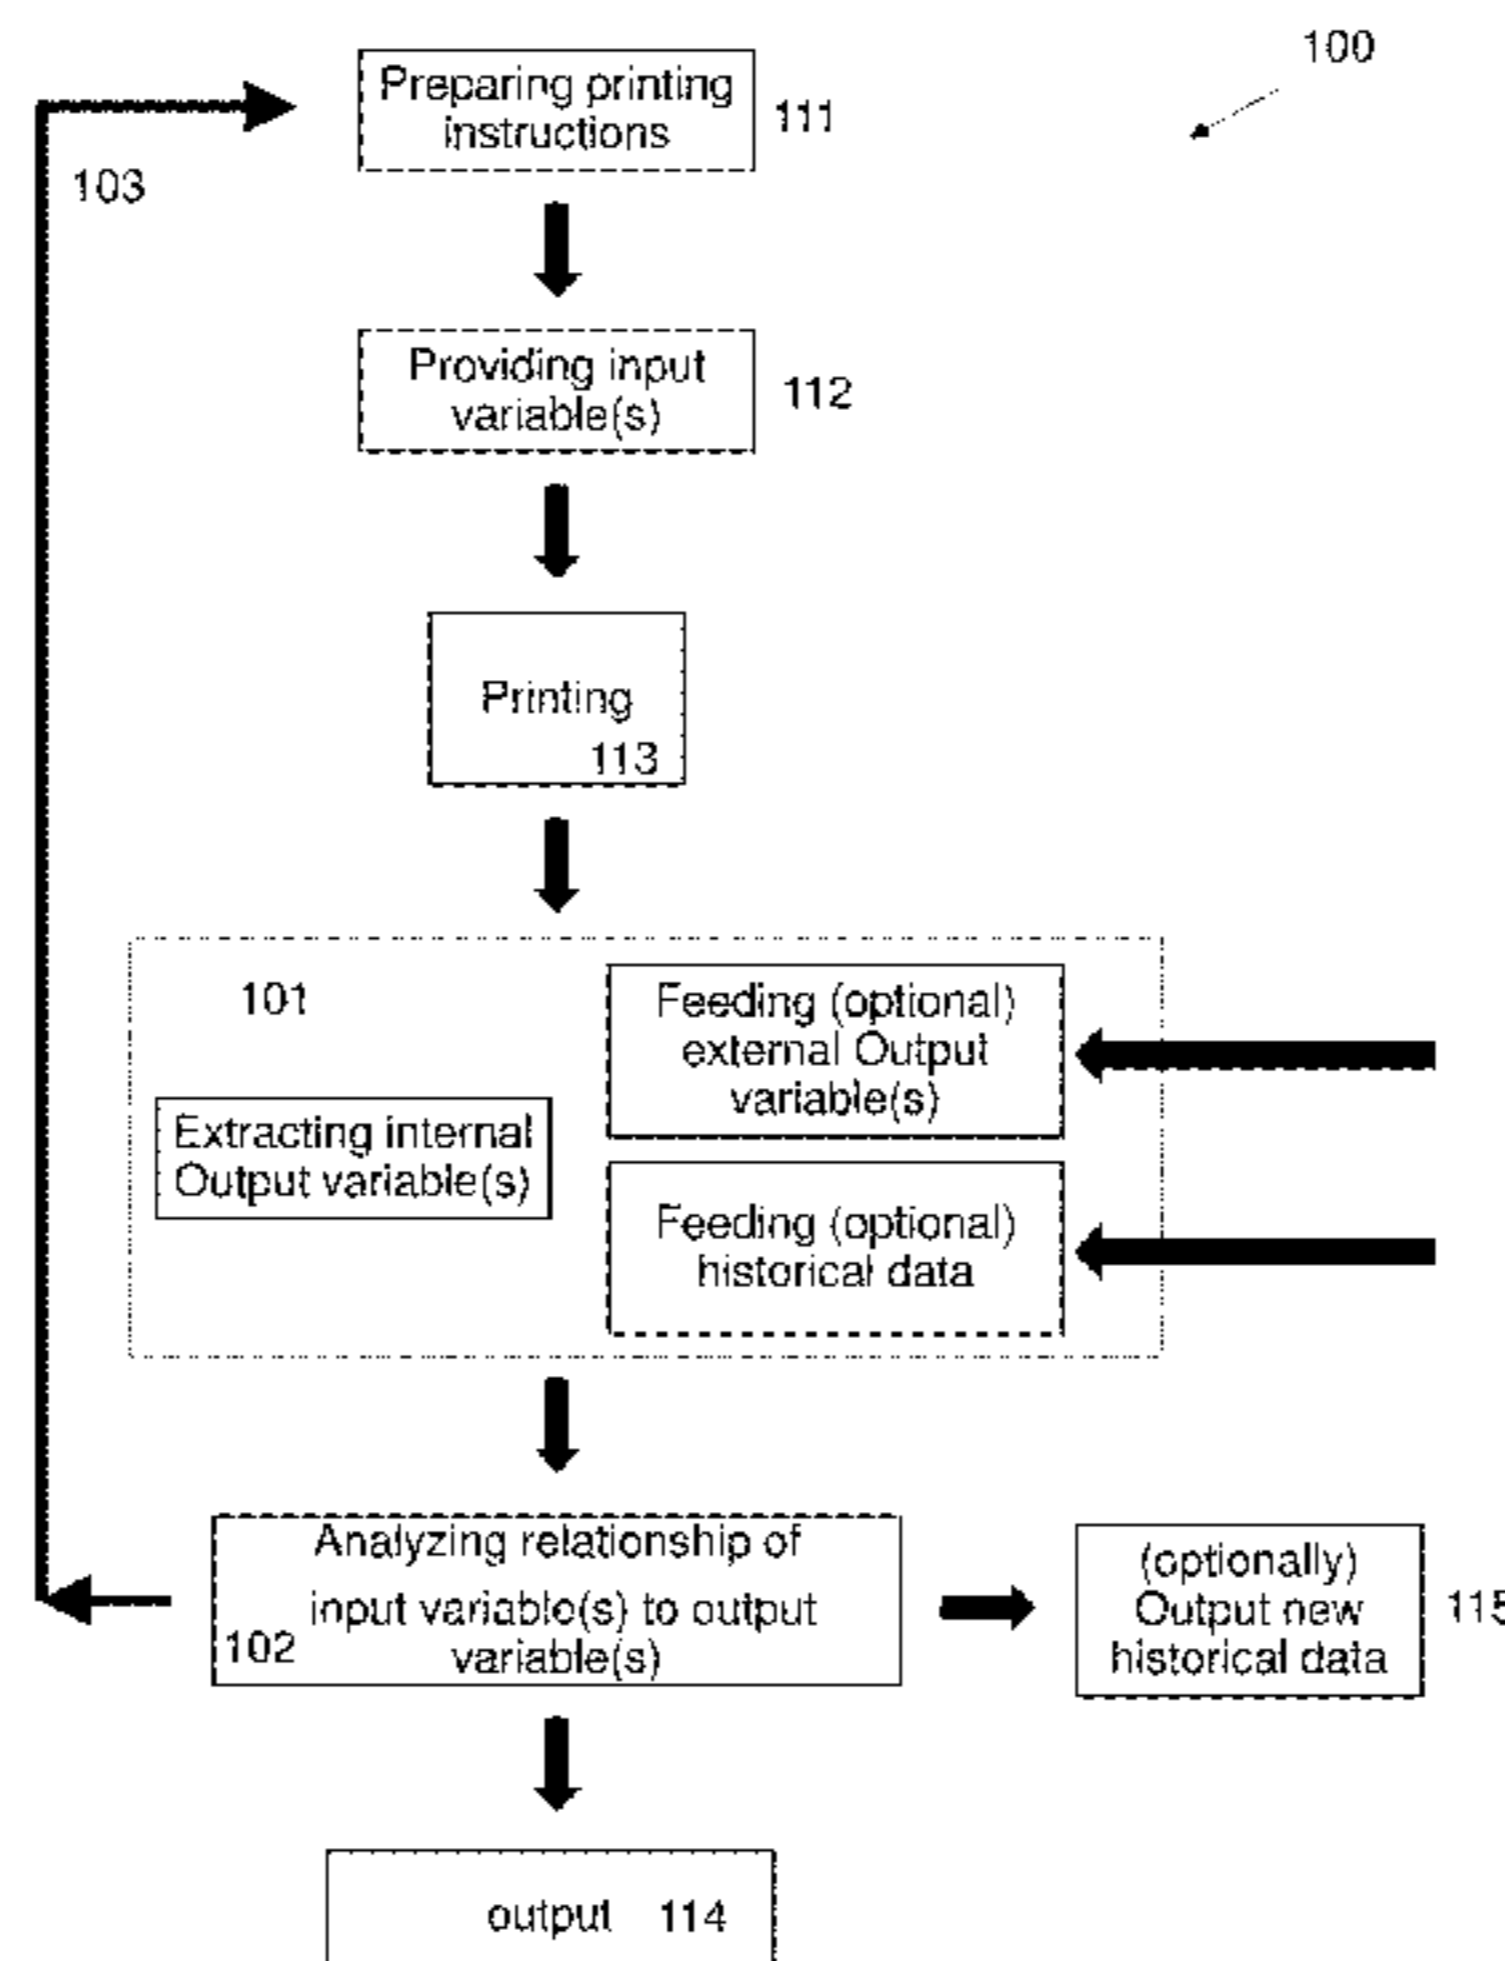 100
Preparing printing
instructions
111
103
Providing input
variable(s)
112
Printing
113
101
Feeding (optional)
external Output
variable(s)
Extracting internal
Output variable(s)
Feeding (optional)
historical data
Analyzing relationship of
input variable(s) to output
variable(s)
102
(optionally)
Output new
historical data
115
output 114